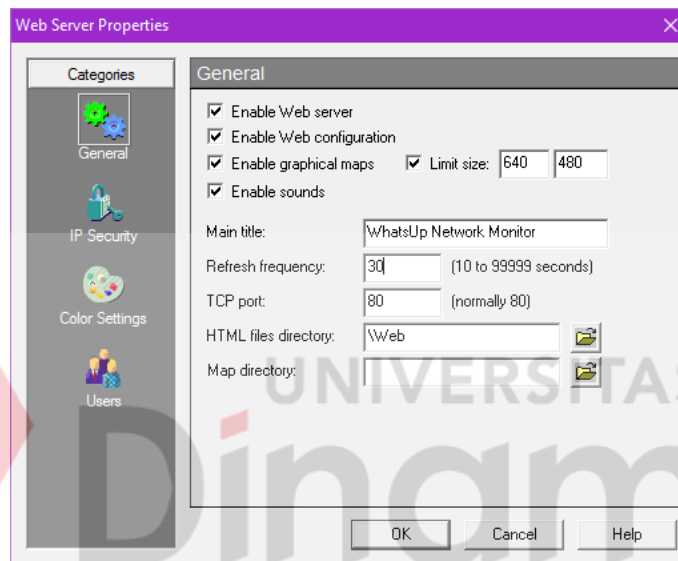 Web Server Properties
Categories
General
IP Security
Color Settings
Users
General
Enable Web server
Enable Web configuration
Enable graphical maps Limit size: 640 480
Enable sounds
Main title: WhatsUp Network Monitor
Refresh frequency: 30 (10 to 99999 seconds)
TCP port: 80 (normally 80)
HTML files directory: \Web
Map directory:
UNIVERSITAS
Dinam
OK Cancel Help